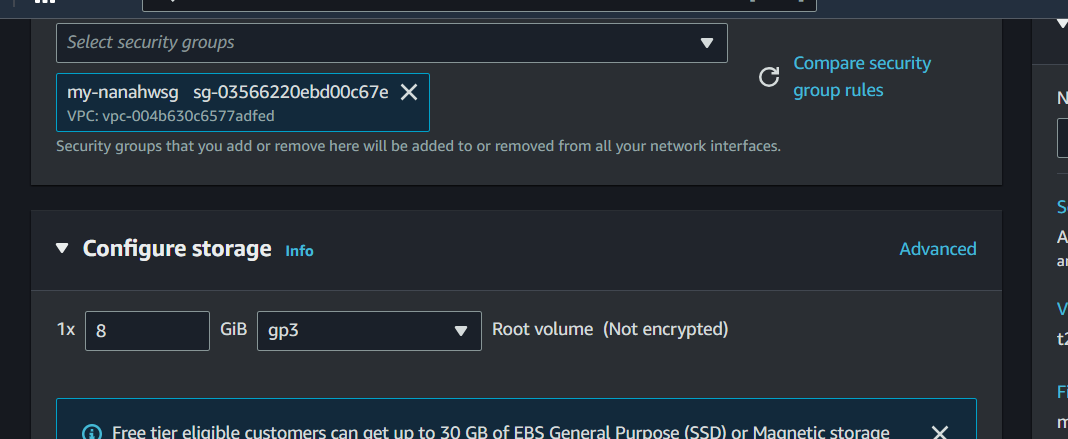 Select security groups
my-nanahwsg sg-03566220ebd00c67e
VPC: vpc-004b630c6577adfed
Compare security
group rules
Security groups that you add or remove here will be added to or removed from all your network interfaces.
Configure storage Info
Advanced
1x 8 GiB gp3 Root volume (Not encrypted)
Free tier eligible customers can get up to 30 GB of EBS General Purpose (SSD) or Magnetic storage